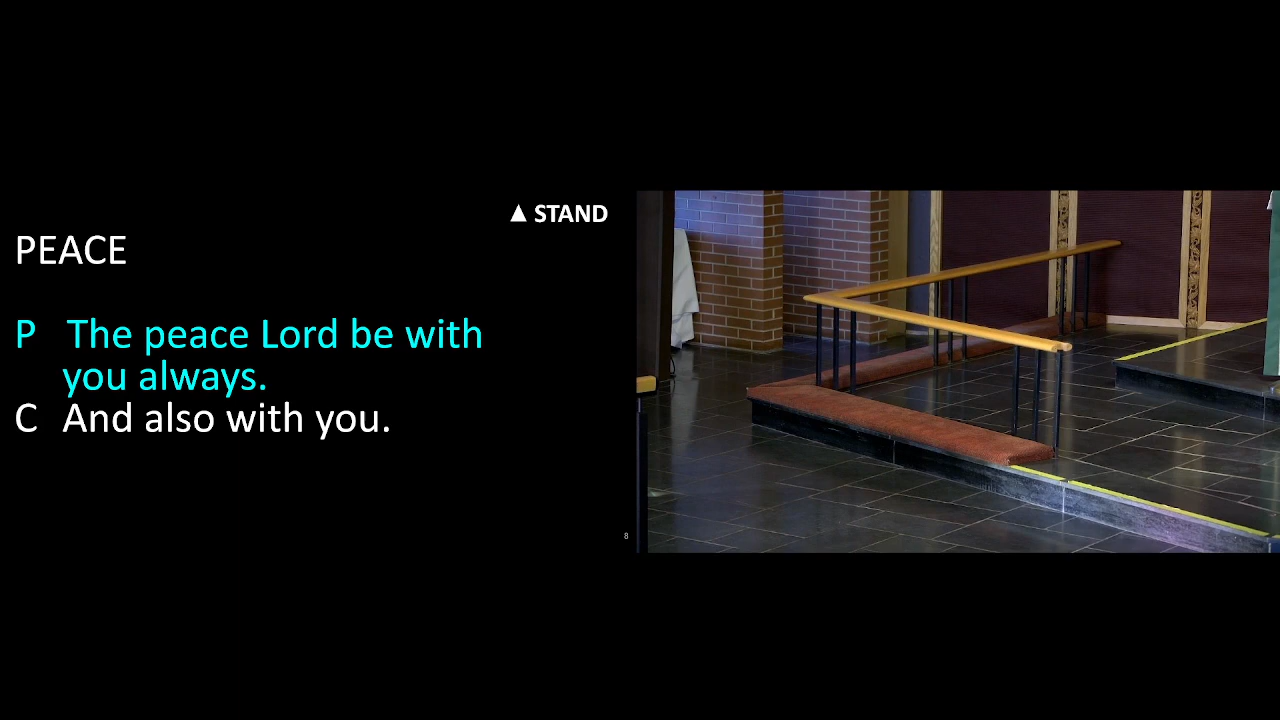 ▲ STAND
PEACE
P The peace Lord be with
you always.
C And also with you.
8